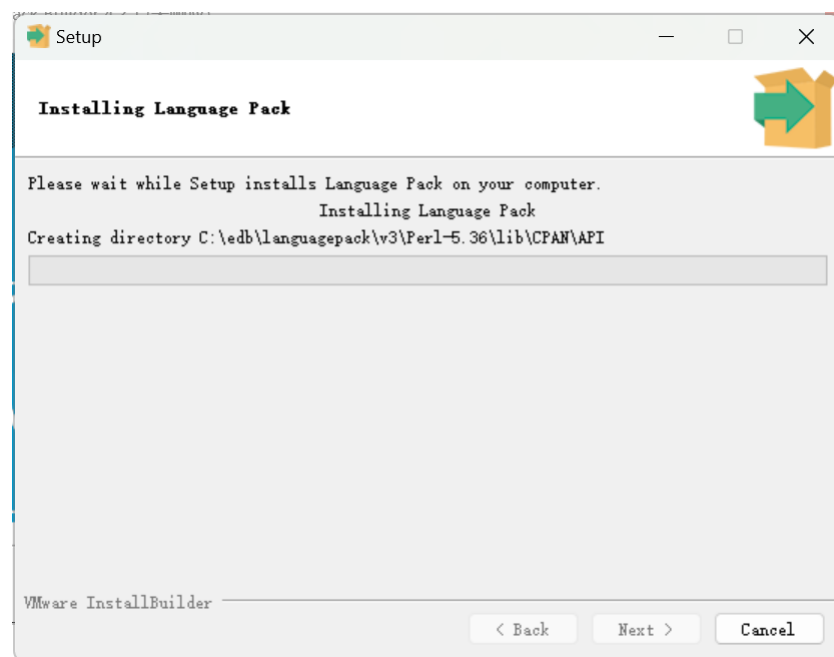 Setup
Installing Language Pack
Please wait while Setup installs Language Pack on your computer.
Installing Language Pack
Creating directory C:\edb\languagepack\v3\Perl-5.36\lib\CPAN\API
VMware InstallBuilder
< Back
Next >
Cancel